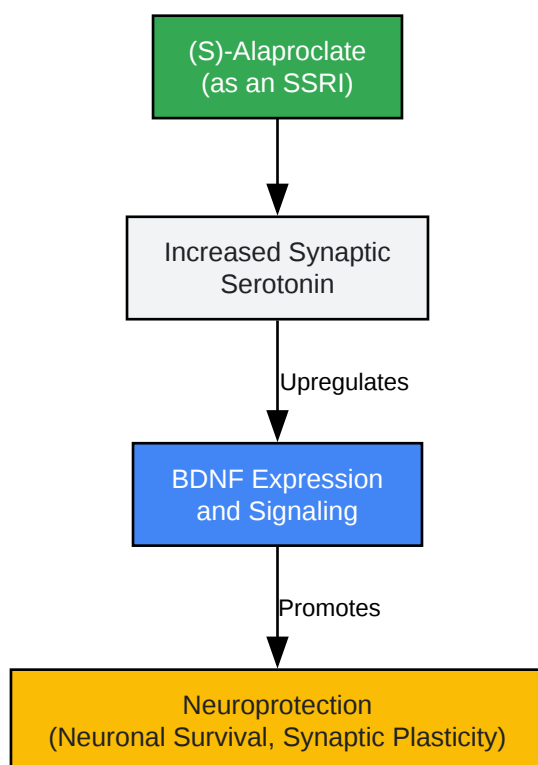 (S)-Alaproclate
(as an SSRI)
Increased Synaptic
Serotonin
Upregulates
BDNF Expression
and Signaling
Promotes
Neuroprotection
(Neuronal Survival, Synaptic Plasticity)